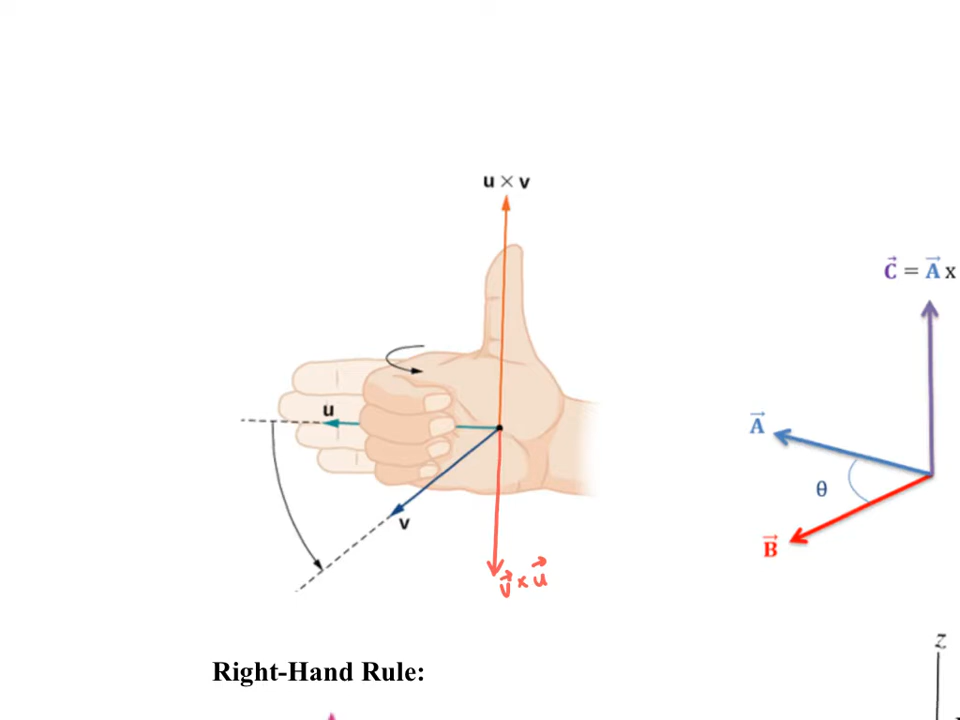 u × v
C⃗ = A⃗ x
u
A⃗
θ
v
B⃗
v⃗ × u⃗
z
Right-Hand Rule: